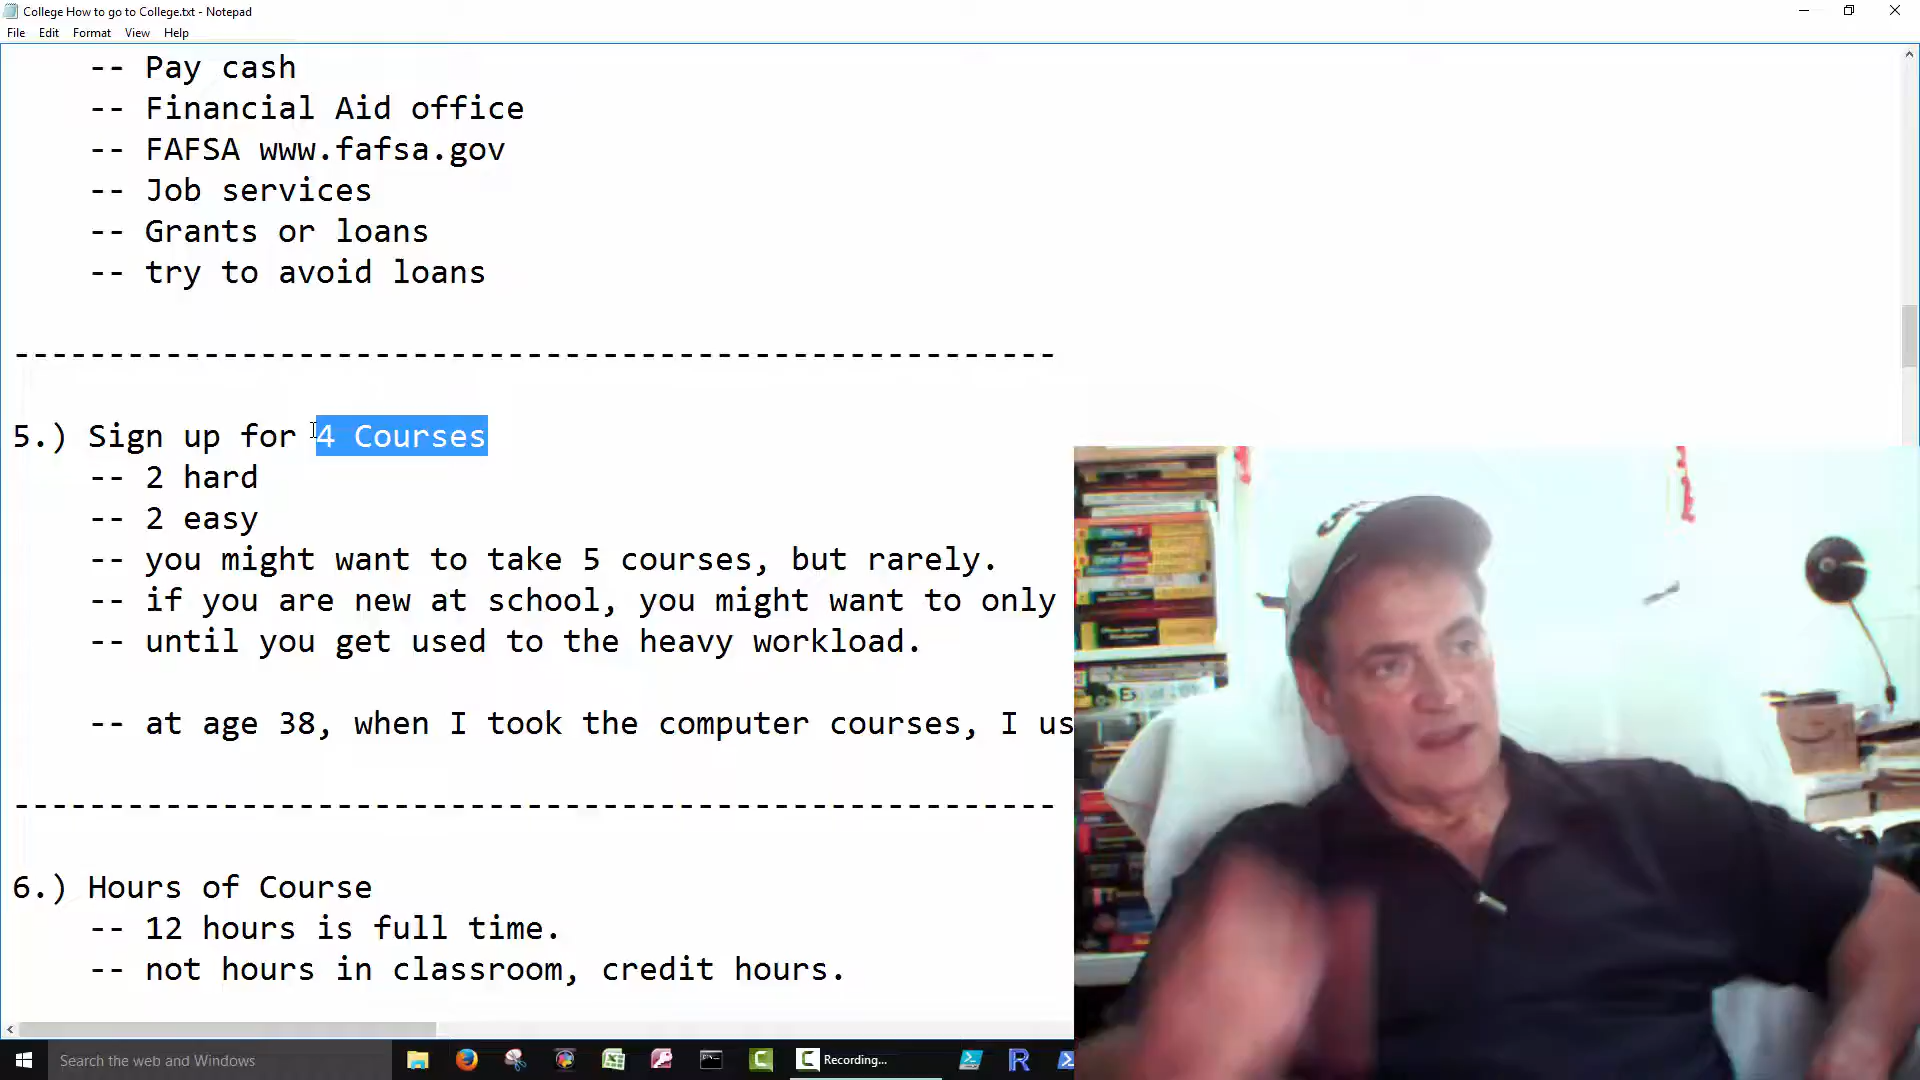 College How to go to College.txt - Notepad
File Edit Format View Help
-- Pay cash
-- Financial Aid office
-- FAFSA www.fafsa.gov
-- Job services
-- Grants or loans
-- try to avoid loans
-------------------------------------------------------
5.) Sign up for 4 Courses
-- 2 hard
-- 2 easy
-- you might want to take 5 courses, but rarely.
-- if you are new at school, you might want to only
-- until you get used to the heavy workload.
-- at age 38, when I took the computer courses, I us
-------------------------------------------------------
6.) Hours of Course
-- 12 hours is full time.
-- not hours in classroom, credit hours.
Search the web and Windows
Recording...